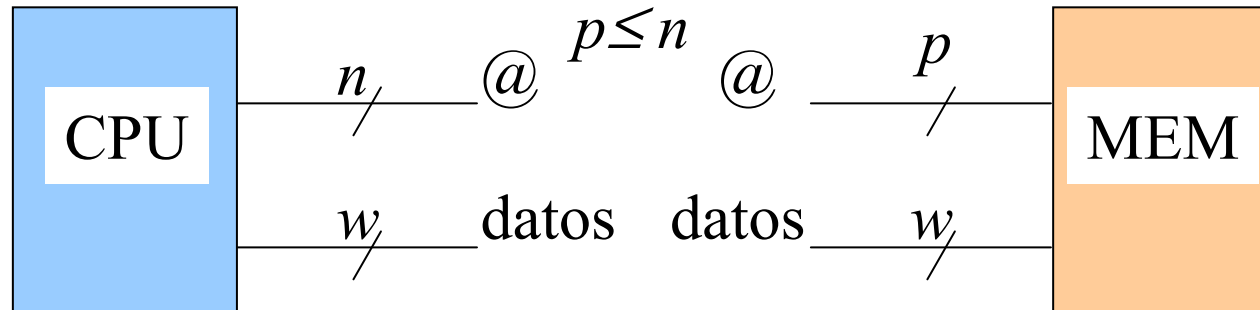 p≤n
n @ @ p
CPU MEM
w datos datos w